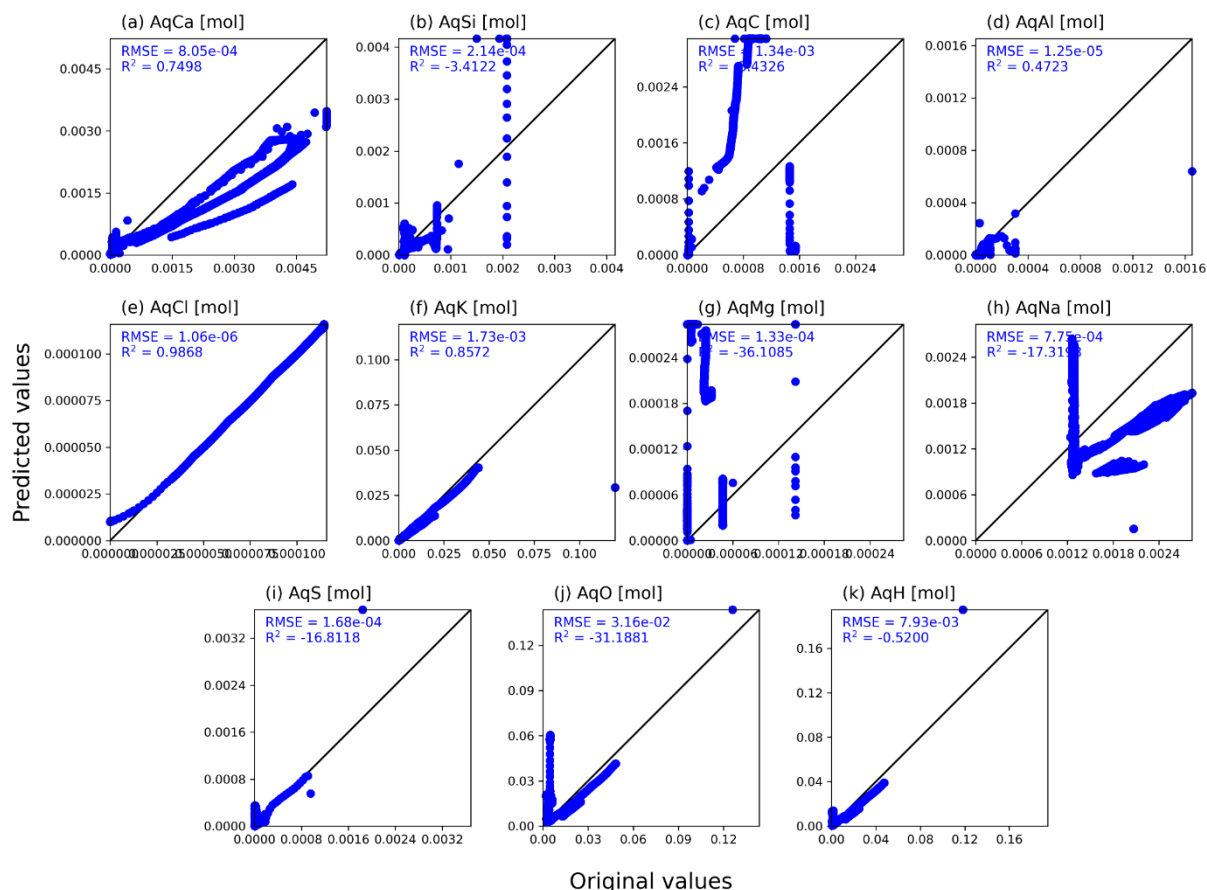 (a) AqCa [mol]
RMSE = 8.05e-04
R² = 0.7498
0.0045
0.0030
0.0015
0.0000
0.0000 0.0015 0.0030 0.0045
(b) AqSi [mol]
RMSE = 2.14e-04
R² = -3.4122
0.004
0.003
0.002
0.001
0.000
0.000 0.001 0.002 0.003 0.004
(c) AqC [mol]
RMSE = 1.34e-03
R² =
0.0024
0.0016
0.0008
0.0000
0.0000 0.0008 0.0016 0.0024
(d) AqAl [mol]
RMSE = 1.25e-05
R² = 0.4723
0.0016
0.0012
0.0008
0.0004
0.0000
0.0000 0.0004 0.0008 0.0012 0.0016
(e) AqCl [mol]
RMSE = 1.06e-06
R² = 0.9868
0.000100
0.000075
0.000050
0.000025
0.000000
0.000000 0.000025 0.000050 0.000075 0.000100
(f) AqK [mol]
RMSE = 1.73e-03
R² = 0.8572
0.100
0.075
0.050
0.025
0.000
0.000 0.025 0.050 0.075 0.100
(g) AqMg [mol]
RMSE = 1.33e-04
R² = -36.1085
0.00024
0.00018
0.00012
0.00006
0.00000
0.00000 0.00006 0.00012 0.00018 0.00024
(h) AqNa [mol]
RMSE = 7.75e-04
R² =
0.0024
0.0018
0.0012
0.0006
0.0000
0.0000 0.0006 0.0012 0.0018 0.0024
(i) AqS [mol]
RMSE = 1.68e-04
R² = -16.8118
0.0032
0.0024
0.0016
0.0008
0.0000
0.0000 0.0008 0.0016 0.0024 0.0032
(j) AqO [mol]
RMSE = 3.16e-02
R² = -31.1881
0.12
0.09
0.06
0.03
0.00
0.00 0.03 0.06 0.09 0.12
(k) AqH [mol]
RMSE = 7.93e-03
R² = -0.5200
0.16
0.12
0.08
0.04
0.00
0.00 0.04 0.08 0.12 0.16
Predicted values
Original values